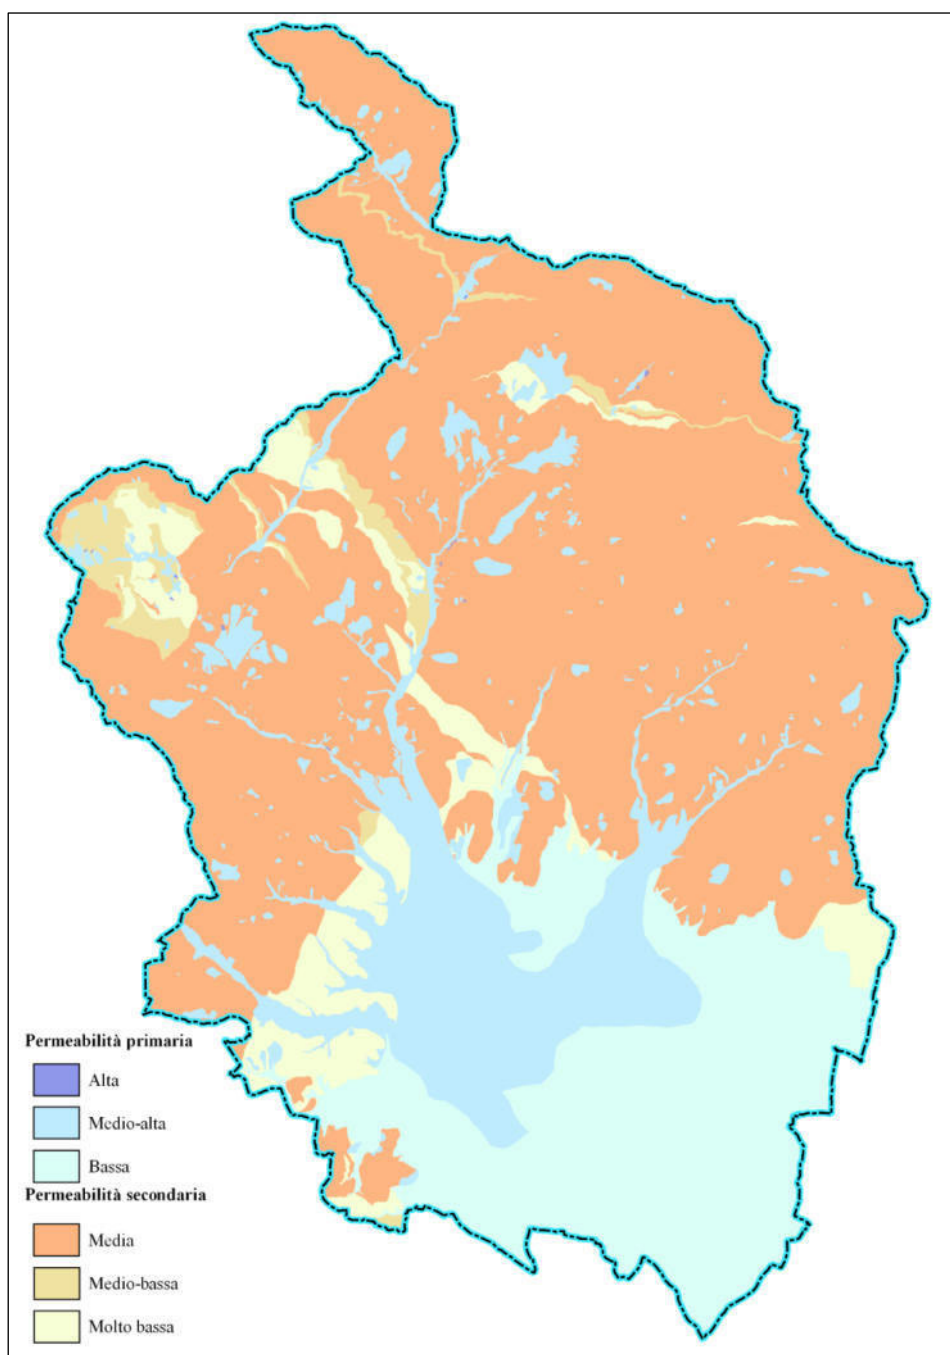 Permeabilità primaria
Alta
Medio-alta
Bassa
Permeabilità secondaria
Media
Medio-bassa
Molto bassa